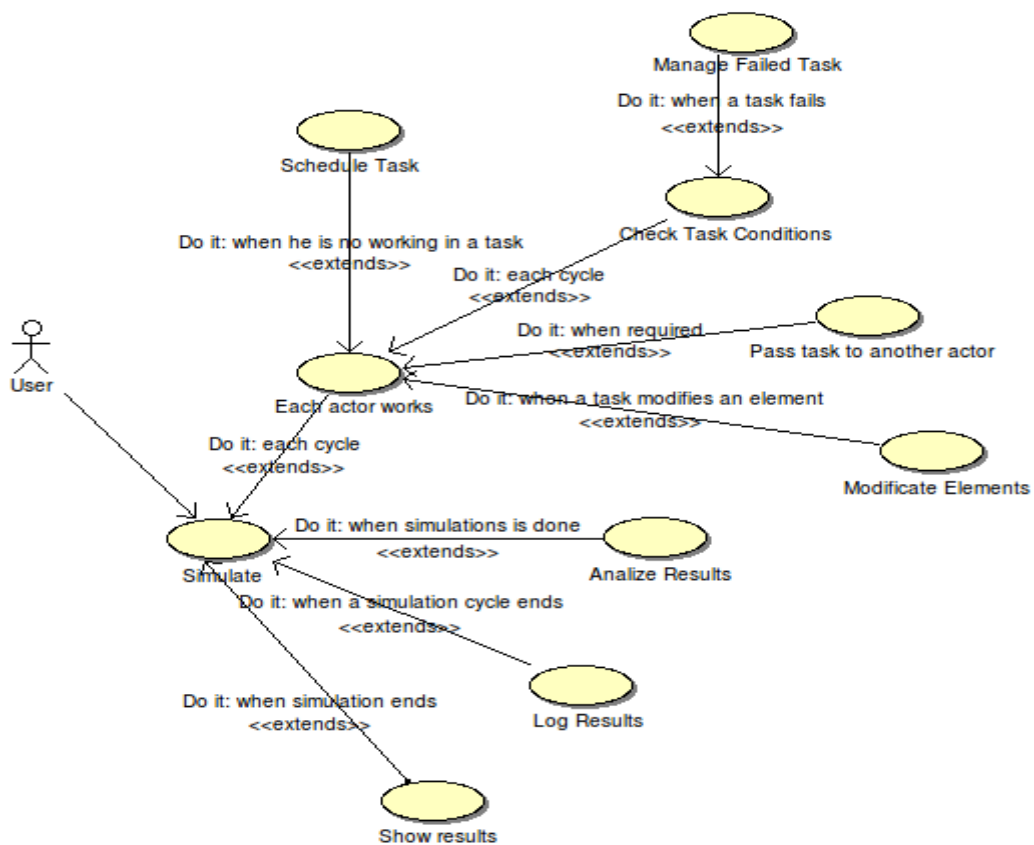 Manage Failed Task
Do it: when a task fails
<<extends>>
Schedule Task
Check Task Conditions
Do it: when he is no working in a task
<<extends>>
Do it: each cycle
<<extends>>
Do it: when required
<<extends>>
Pass task to another actor
User
Each actor works
Do it: when a task modifies an element
<<extends>>
Do it: each cycle
<<extends>>
Modificate Elements
Do it: when simulations is done
<<extends>>
Simulate
Analize Results
Do it: when a simulation cycle ends
<<extends>>
Do it: when simulation ends
<<extends>>
Log Results
Show results